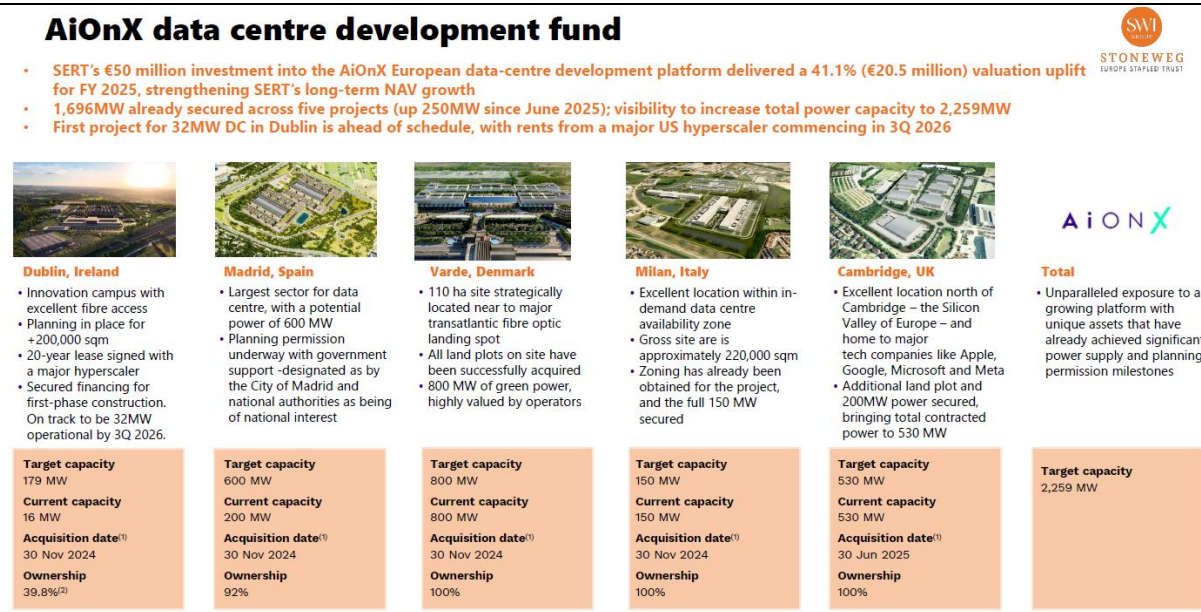 AiOnX data centre development fund
SWI
GROUP
STONEWEG
EUROPE STAPLED TRUST
• SERT's €50 million investment into the AiOnX European data-centre development platform delivered a 41.1% (€20.5 million) valuation uplift
for FY 2025, strengthening SERT's long-term NAV growth
• 1,696MW already secured across five projects (up 250MW since June 2025); visibility to increase total power capacity to 2,259MW
• First project for 32MW DC in Dublin is ahead of schedule, with rents from a major US hyperscaler commencing in 3Q 2026
Dublin, Ireland
• Innovation campus with
excellent fibre access
• Planning in place for
+200,000 sqm
• 20-year lease signed with
a major hyperscaler
• Secured financing for
first-phase construction.
On track to be 32MW
operational by 3Q 2026.
Target capacity
179 MW
Current capacity
16 MW
Acquisition date(1)
30 Nov 2024
Ownership
39.8%(2)
Madrid, Spain
• Largest sector for data
centre, with a potential
power of 600 MW
• Planning permission
underway with government
support -designated as by
the City of Madrid and
national authorities as being
of national interest
Target capacity
600 MW
Current capacity
200 MW
Acquisition date(1)
30 Nov 2024
Ownership
92%
Varde, Denmark
• 110 ha site strategically
located near to major
transatlantic fibre optic
landing spot
• All land plots on site have
been successfully acquired
• 800 MW of green power,
highly valued by operators
Target capacity
800 MW
Current capacity
800 MW
Acquisition date(1)
30 Nov 2024
Ownership
100%
Milan, Italy
• Excellent location within in-
demand data centre
availability zone
• Gross site are is
approximately 220,000 sqm
• Zoning has already been
obtained for the project,
and the full 150 MW
secured
Target capacity
150 MW
Current capacity
150 MW
Acquisition date(1)
30 Nov 2024
Ownership
100%
Cambridge, UK
• Excellent location north of
Cambridge – the Silicon
Valley of Europe – and
home to major
tech companies like Apple,
Google, Microsoft and Meta
• Additional land plot and
200MW power secured,
bringing total contracted
power to 530 MW
Target capacity
530 MW
Current capacity
530 MW
Acquisition date(1)
30 Jun 2025
Ownership
100%
AiONX
Total
• Unparalleled exposure to a
growing platform with
unique assets that have
already achieved significant
power supply and planning
permission milestones
Target capacity
2,259 MW